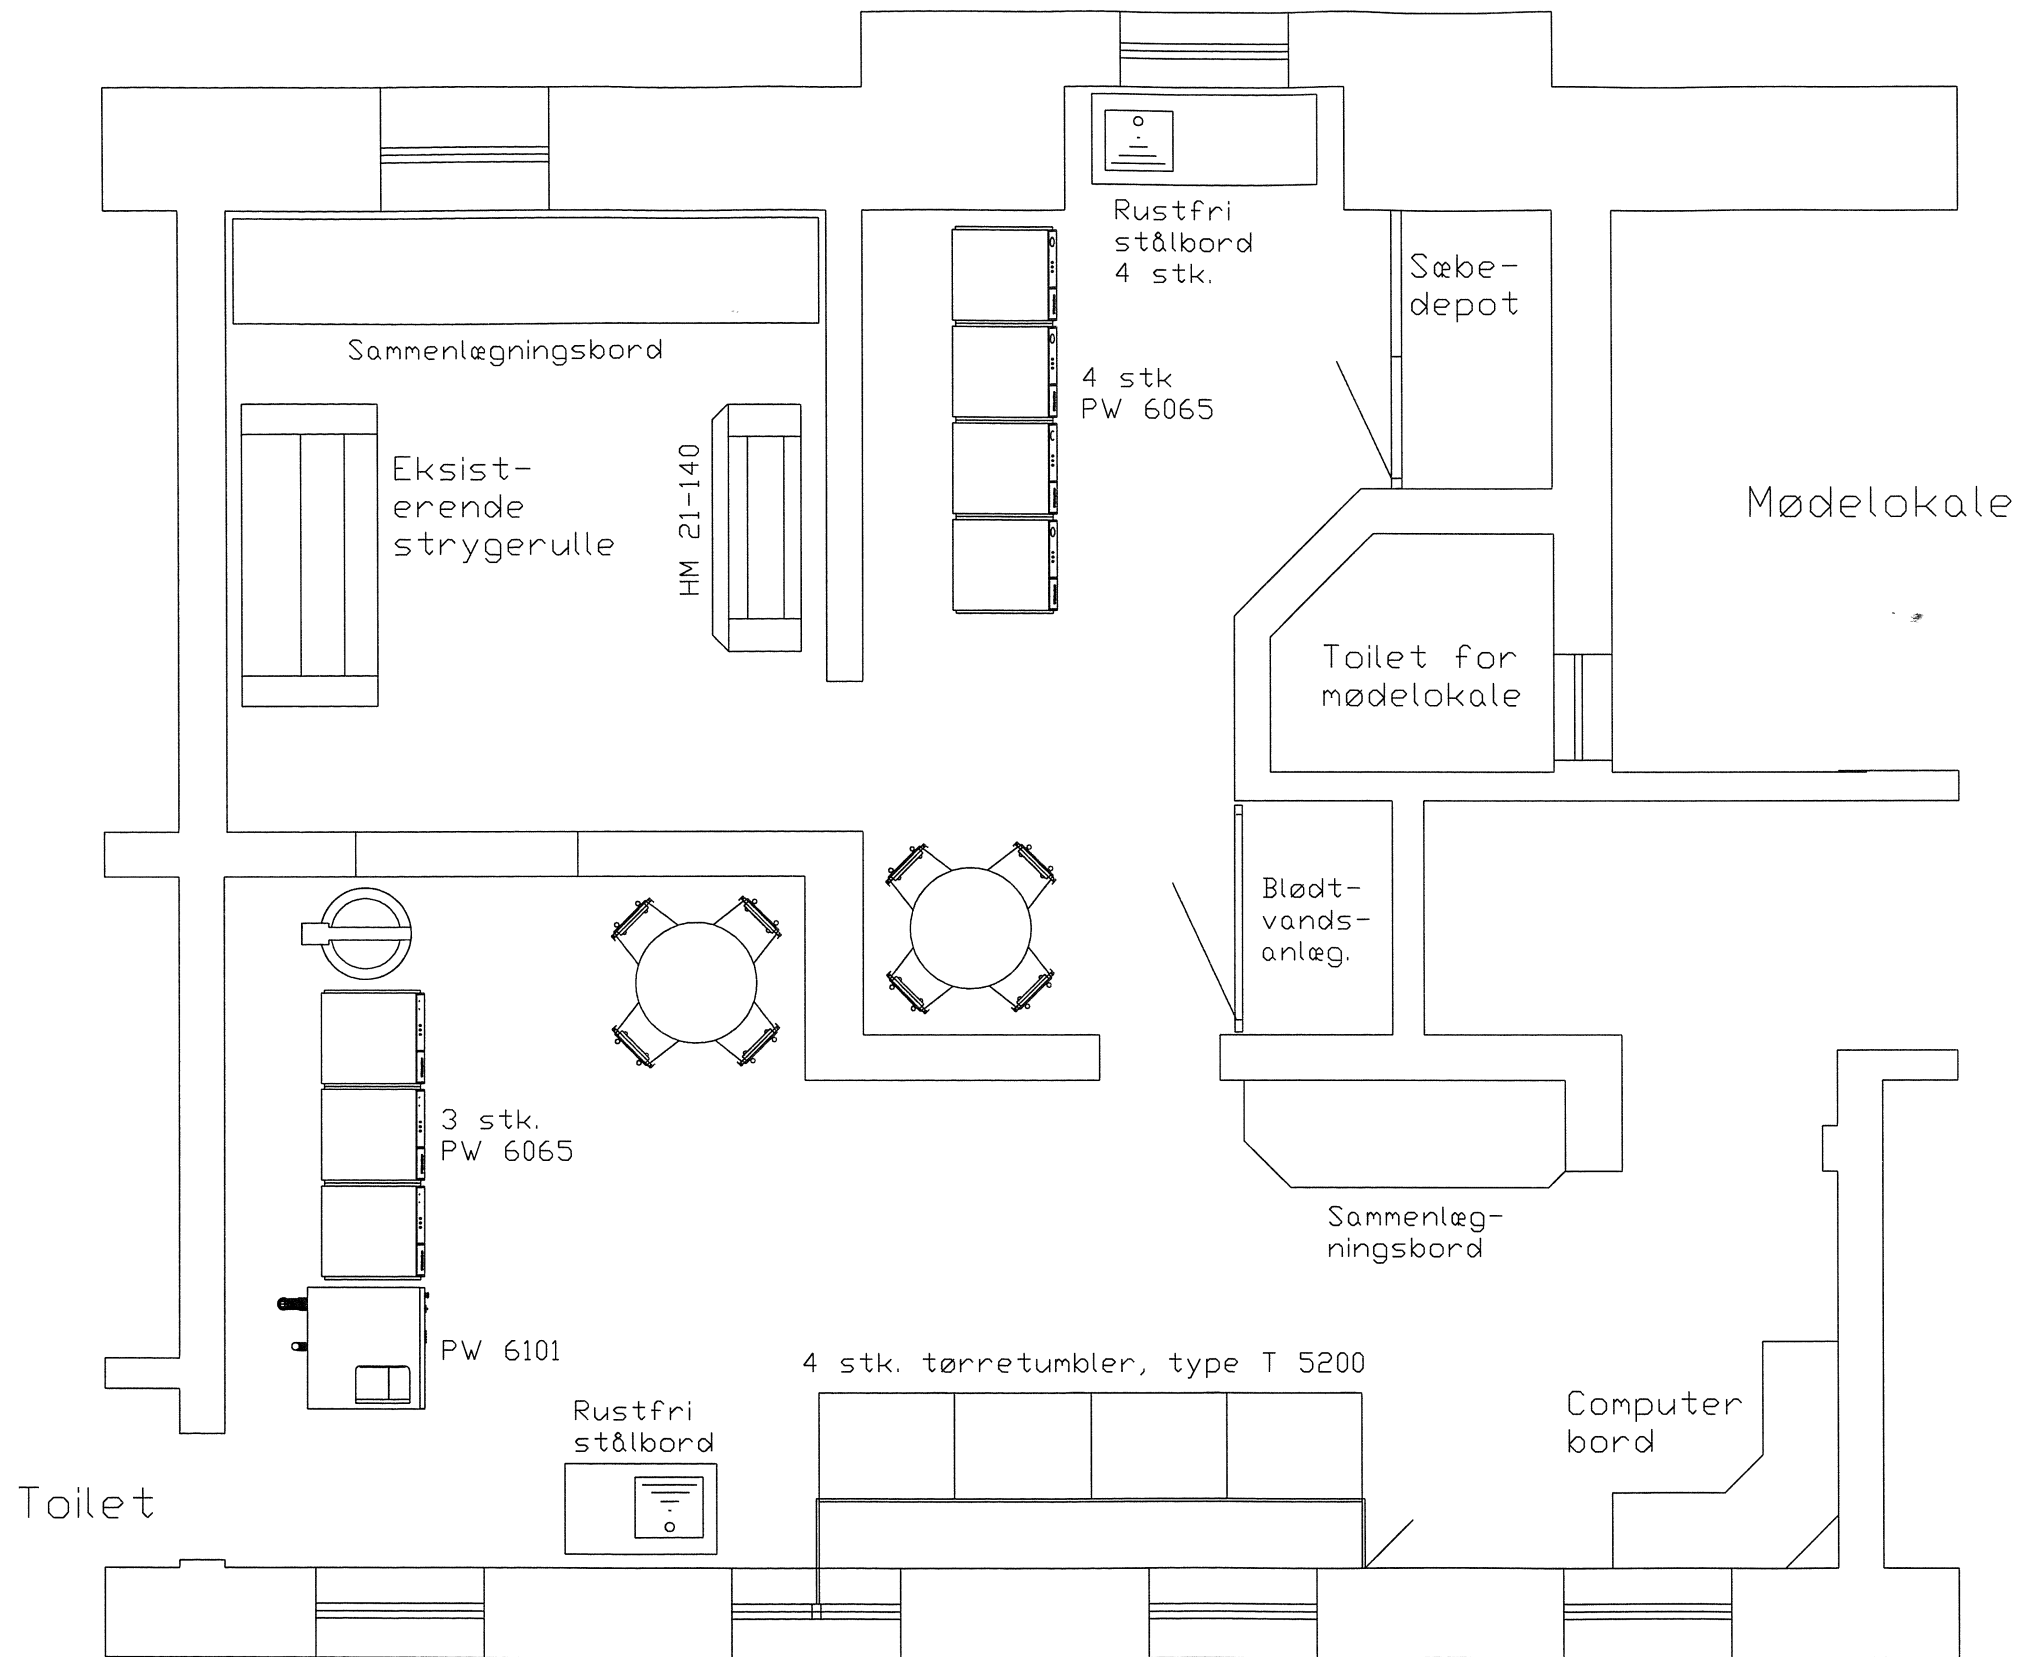 Rustfri
stålbord
4 stk.
Sæbe-
depot
Sammenlægningsbord
4 stk
PW 6065
Eksist-
erende
strygerulle
HM 21-140
Mødelokale
Toilet for
mødelokale
Blødt-
vands-
anlæg.
3 stk.
PW 6065
Sammenlæg-
ningsbord
PW 6101
4 stk. tørretumbler, type T 5200
Rustfri
stålbord
Computer
bord
Toilet